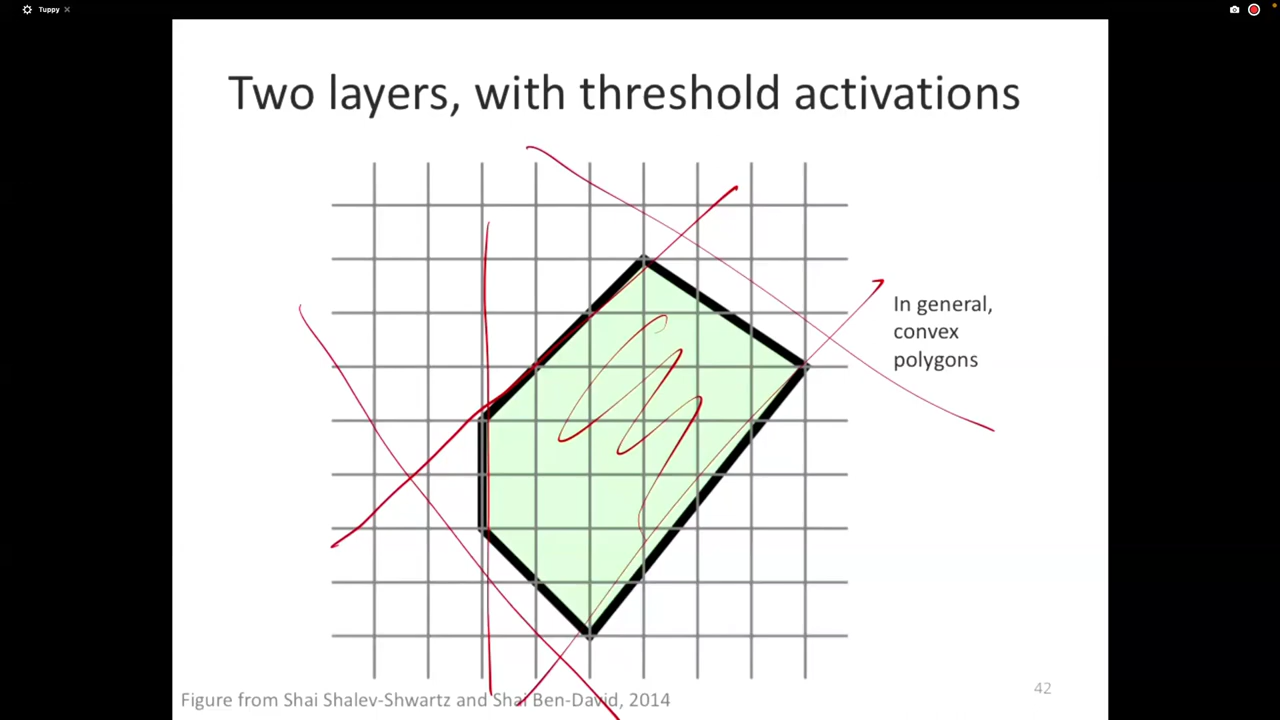 Tuppy
Two layers, with threshold activations
In general,
convex
polygons
Figure from Shai Shalev-Shwartz and Shai Ben-David, 2014
42